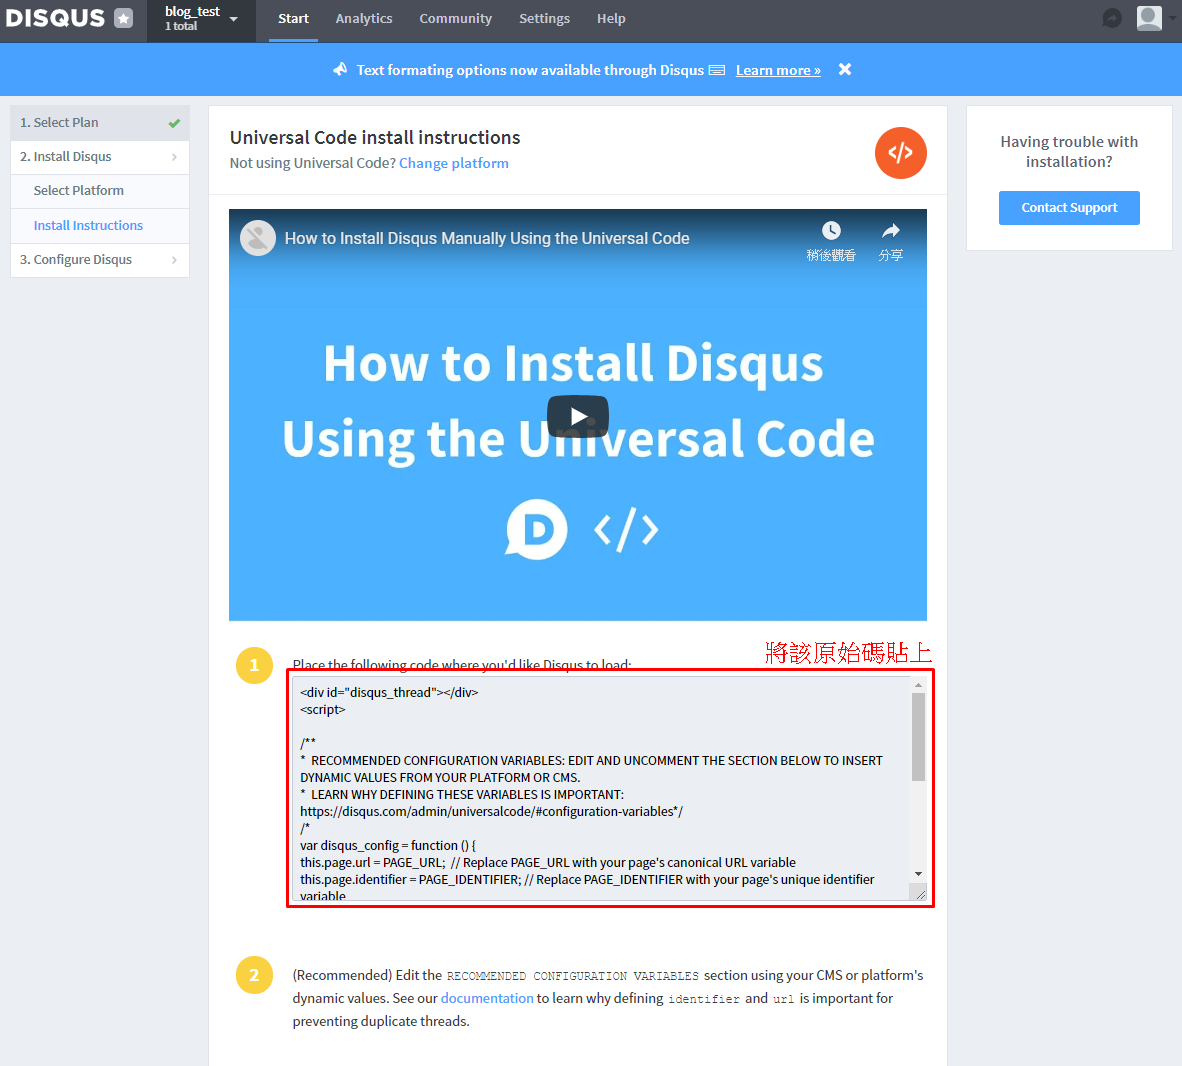 DISQUS
blog_test
1 total
Start
Analytics
Community
Settings
Help
Text formating options now available through Disqus
Learn more »
1. Select Plan
2. Install Disqus
Select Platform
Install Instructions
3. Configure Disqus
Universal Code install instructions
Not using Universal Code? Change platform
</>
Having trouble with
installation?
Contact Support
How to Install Disqus Manually Using the Universal Code
稍後觀看
分享
How to Install Disqus
Using the Universal Code
D </>
將該原始碼貼上
1
Place the following code where you'd like Disqus to load:
<div id="disqus_thread"></div>
<script>
/**
*  RECOMMENDED CONFIGURATION VARIABLES: EDIT AND UNCOMMENT THE SECTION BELOW TO INSERT
DYNAMIC VALUES FROM YOUR PLATFORM OR CMS.
*  LEARN WHY DEFINING THESE VARIABLES IS IMPORTANT:
https://disqus.com/admin/universalcode/#configuration-variables*/
/*
var disqus_config = function () {
this.page.url = PAGE_URL;  // Replace PAGE_URL with your page's canonical URL variable
this.page.identifier = PAGE_IDENTIFIER; // Replace PAGE_IDENTIFIER with your page's unique identifier
variable
2
(Recommended) Edit the RECOMMENDED CONFIGURATION VARIABLES section using your CMS or platform's
dynamic values. See our documentation to learn why defining identifier and url is important for
preventing duplicate threads.